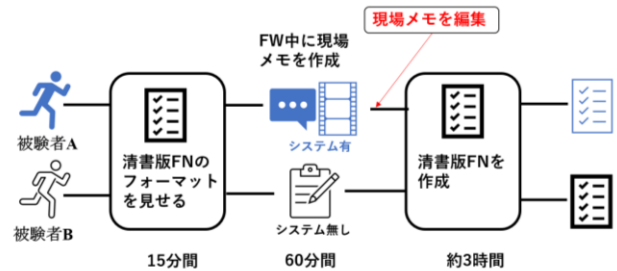 現場メモを編集
FW中に現場
メモを作成
被験者A
清書版FNの
フォーマット
を見せる
システム有
清書版FNを
作成
被験者B
システム無し
15分間
60分間
約3時間